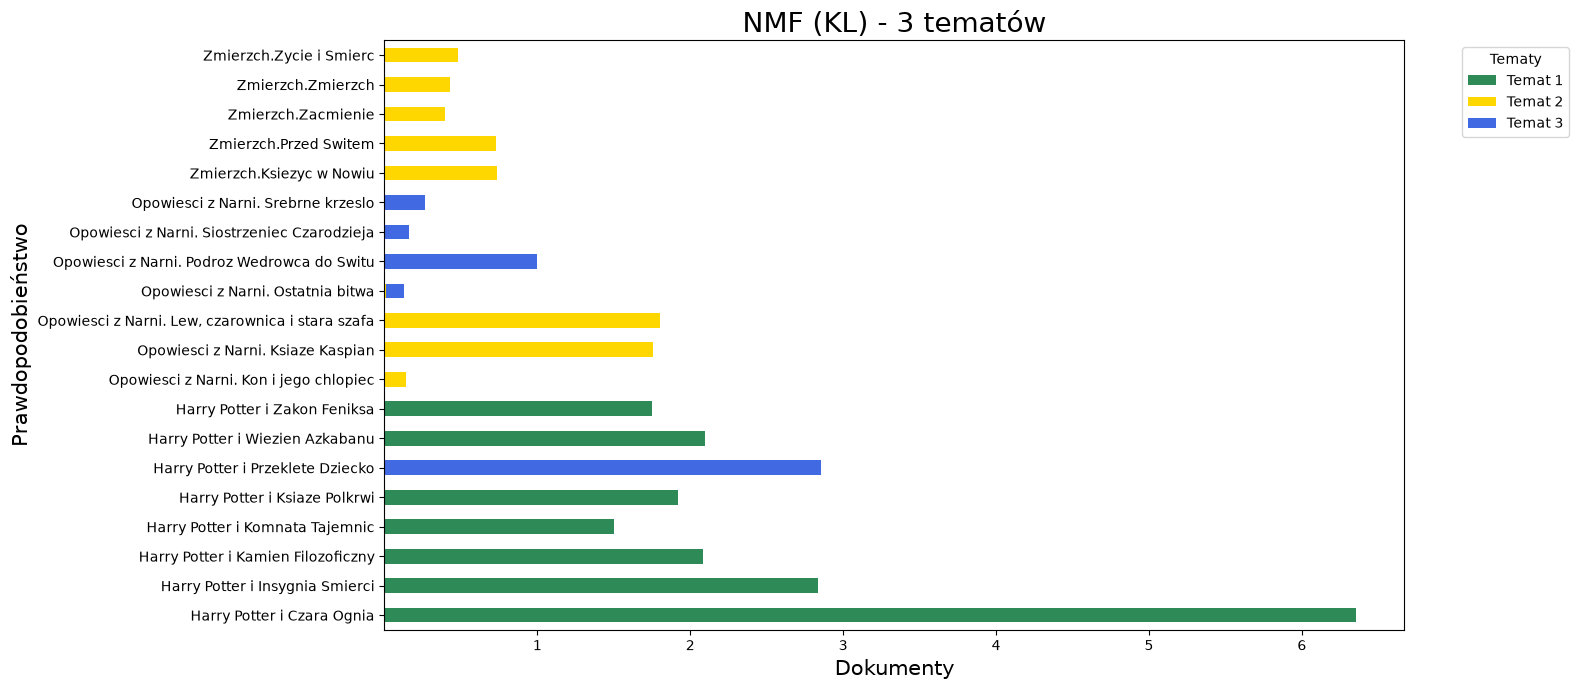 NMF (KL) - 3 tematów
Zmierzch.Zycie i Smierc
Zmierzch.Zmierzch
Zmierzch.Zacmienie
Zmierzch.Przed Switem
Zmierzch.Ksiezyc w Nowiu
Opowiesci z Narni. Srebrne krzeslo
Opowiesci z Narni. Siostrzeniec Czarodzieja
Opowiesci z Narni. Podroz Wedrowca do Switu
Opowiesci z Narni. Ostatnia bitwa
Opowiesci z Narni. Lew, czarownica i stara szafa
Opowiesci z Narni. Ksiaze Kaspian
Opowiesci z Narni. Kon i jego chlopiec
Harry Potter i Zakon Feniksa
Harry Potter i Wiezien Azkabanu
Harry Potter i Przeklete Dziecko
Harry Potter i Ksiaze Polkrwi
Harry Potter i Komnata Tajemnic
Harry Potter i Kamien Filozoficzny
Harry Potter i Insygnia Smierci
Harry Potter i Czara Ognia
Prawdopodobieństwo
1 2 3 4 5 6
Dokumenty
Tematy
Temat 1
Temat 2
Temat 3